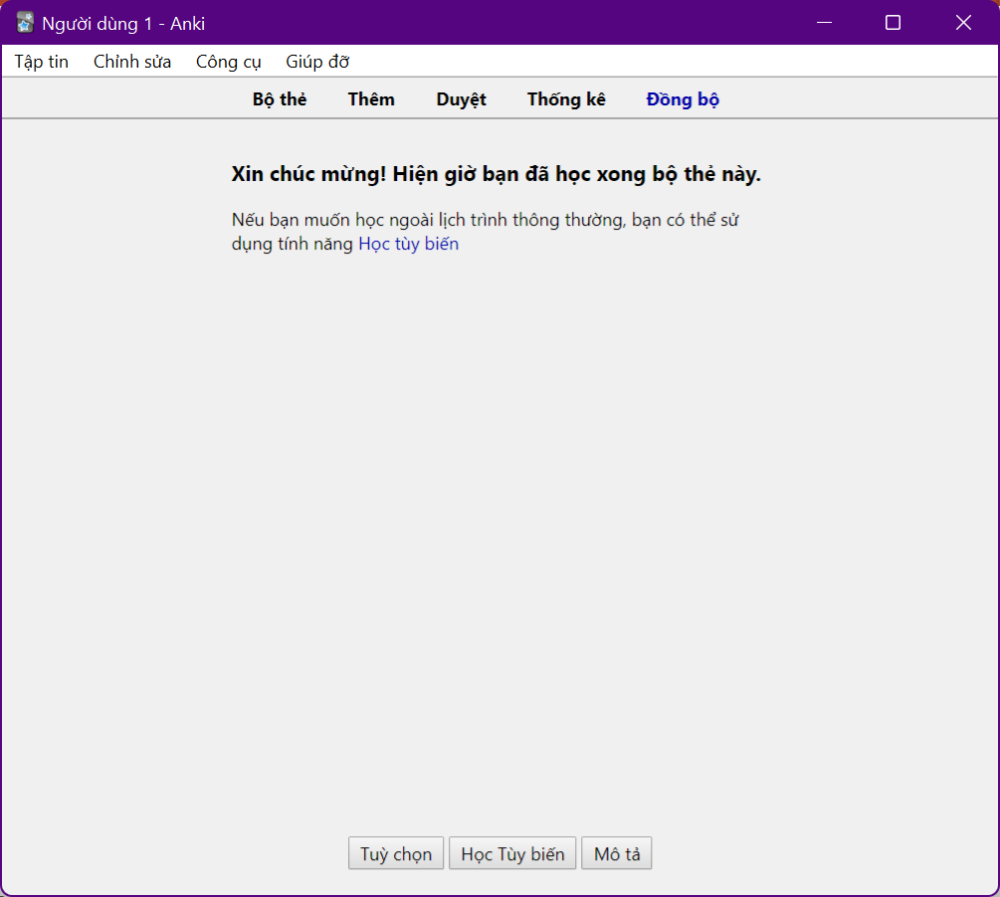 Người dùng 1 - Anki
Tập tin Chỉnh sửa Công cụ Giúp đỡ
Bộ thẻ Thêm Duyệt Thống kê Đồng bộ
Xin chúc mừng! Hiện giờ bạn đã học xong bộ thẻ này.
Nếu bạn muốn học ngoài lịch trình thông thường, bạn có thể sử
dụng tính năng Học tùy biến
Tuỳ chọn Học Tùy biến Mô tả